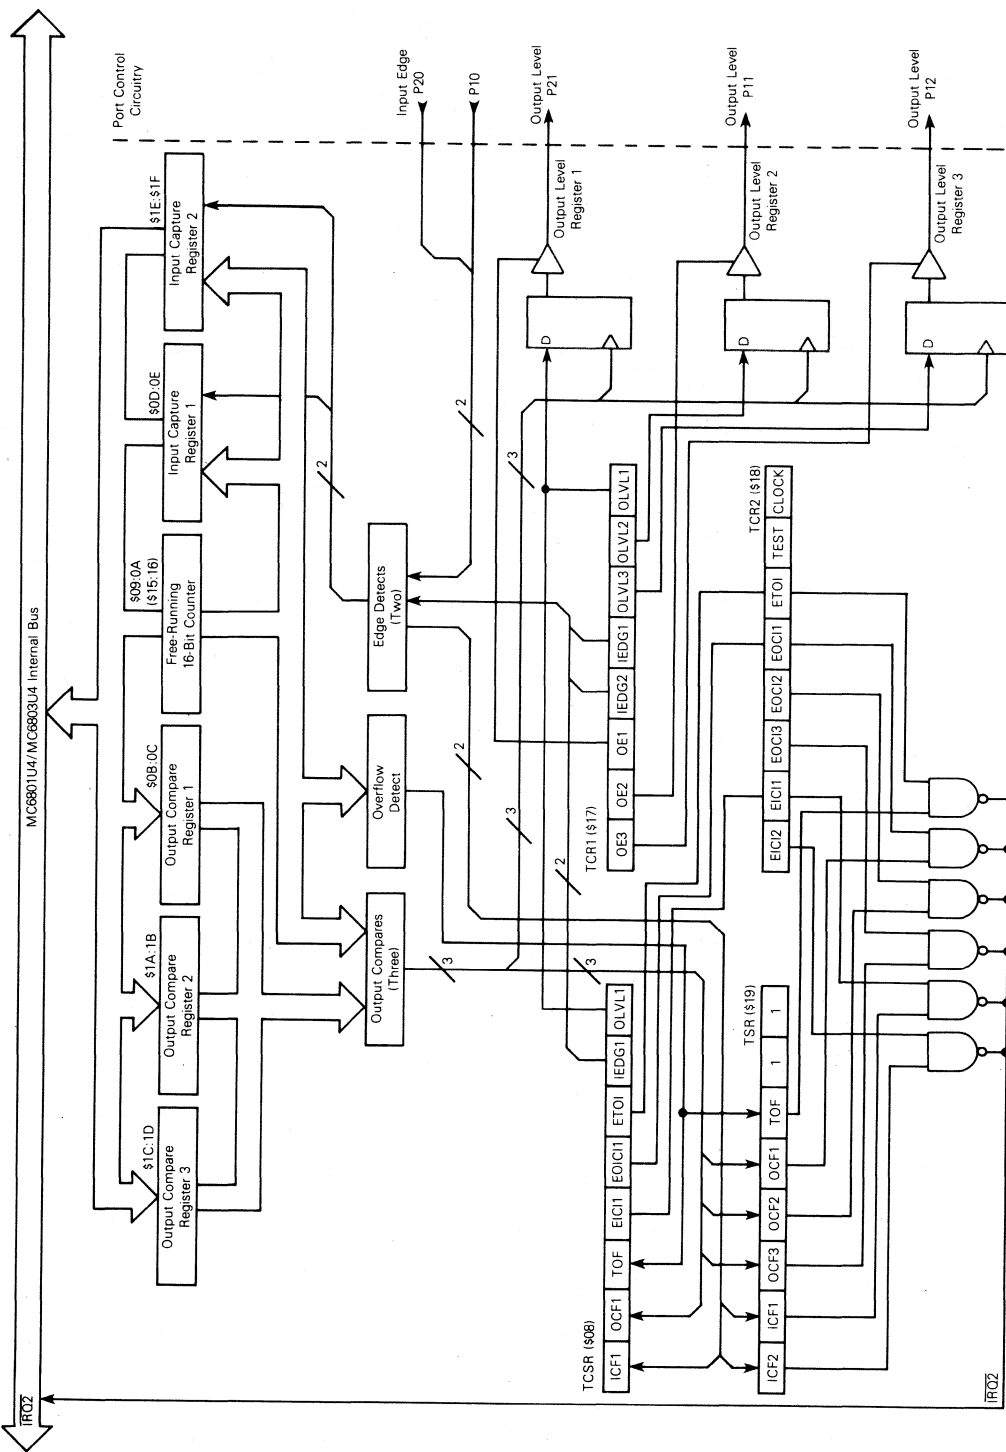 MC6801U4/MC6803U4 Internal Bus
IRQ2
$1C:1D
Output Compare
Register 3
$1A:1B
Output Compare
Register 2
$0B:0C
Output Compare
Register 1
$09:0A
($15:16)
Free-Running
16-Bit Counter
$0D:0E
Input Capture
Register 1
$1E:$1F
Input Capture
Register 2
Port Control
Circuitry
Output Compares
(Three)
Overflow
Detect
Edge Detects
(Two)
2
Input Edge
P20
P10
3
2
3
2
3
2
3
Output Level
P21
Output Level
Register 1
D
Output Level
P11
Output Level
Register 2
D
Output Level
P12
Output Level
Register 3
D
TCSR ($08)
ICF1
OCF1
TOF
EICI1
EOICI1
ETOI
IEDG1
OLVL1
TCR1 ($17)
OE3
OE2
OE1
IEDG2
IEDG1
OLVL3
OLVL2
OLVL1
TSR ($19)
ICF2
ICF1
OCF3
OCF2
OCF1
TOF
1
1
TCR2 ($18)
EICI2
EICI1
EOCI3
EOCI2
EOCI1
ETOI
TEST
CLOCK
IRQ2